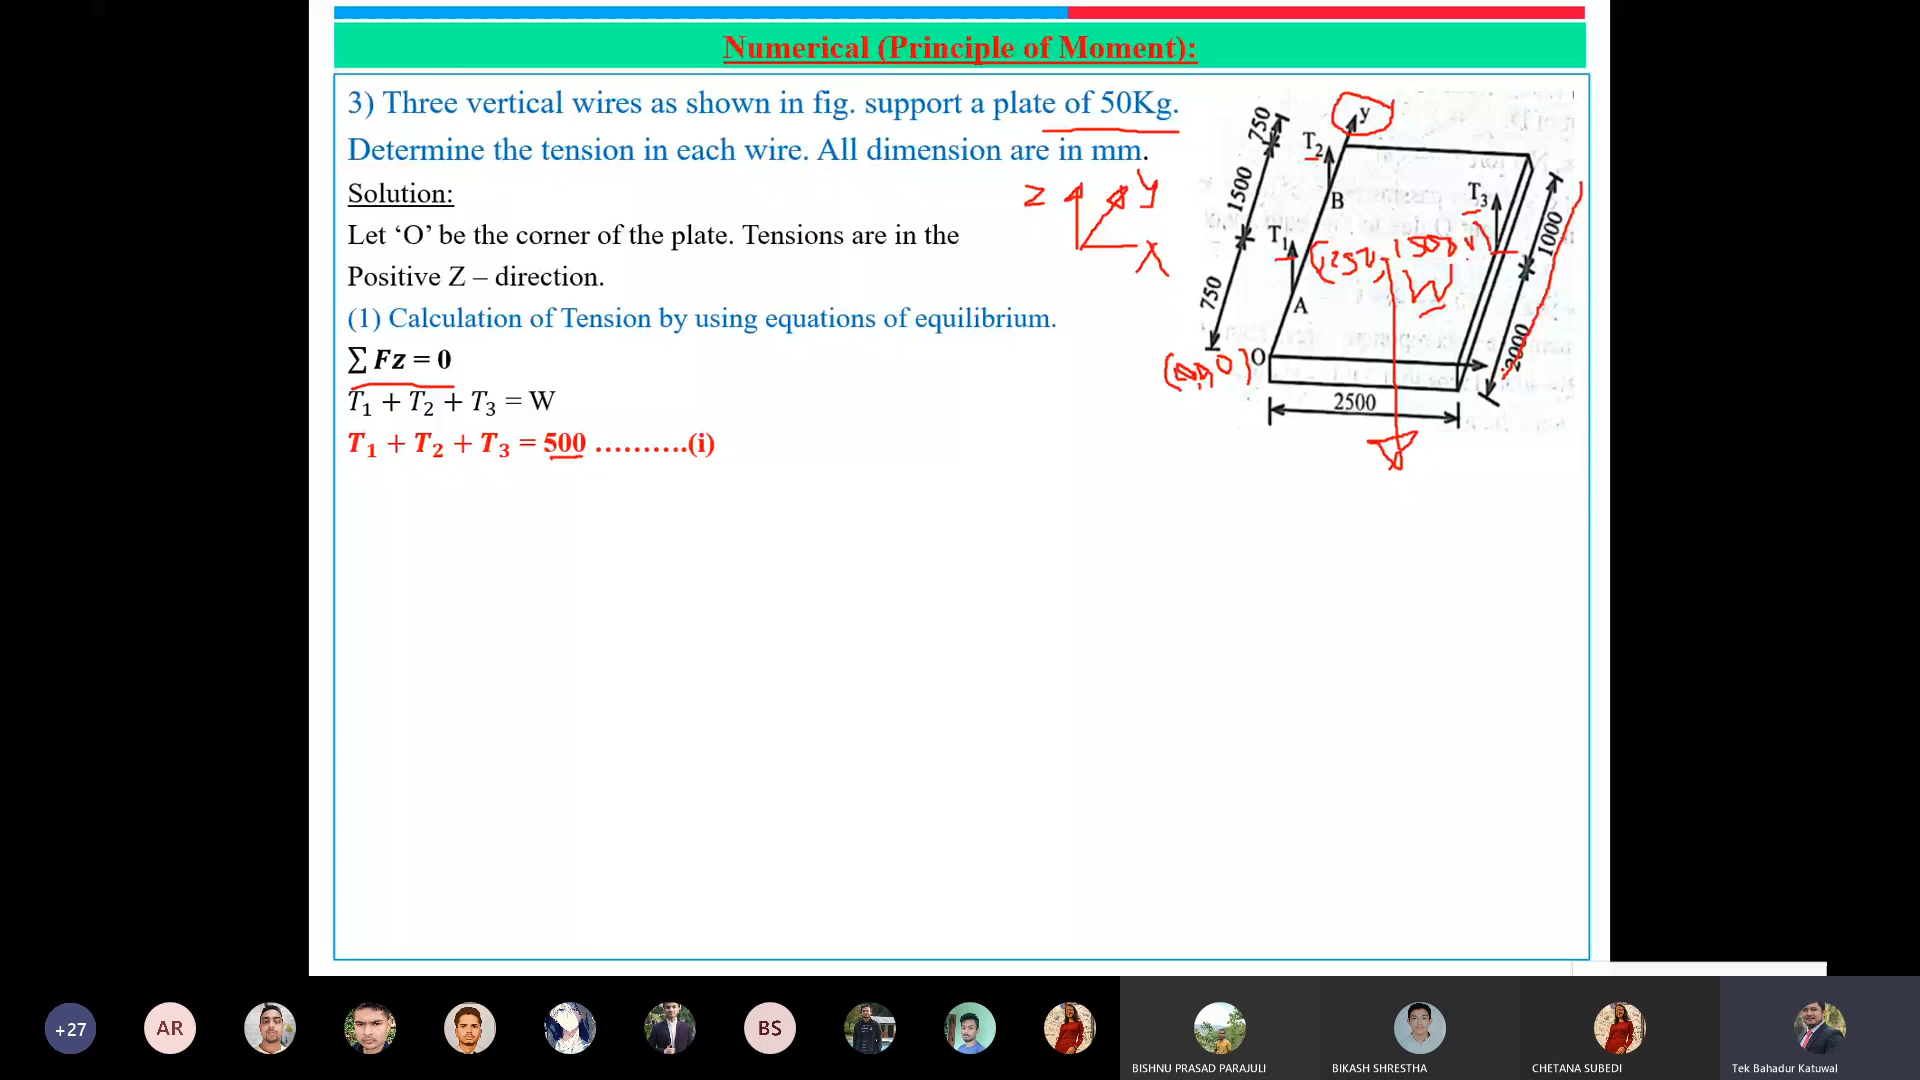 Numerical (Principle of Moment):
3) Three vertical wires as shown in fig. support a plate of 50Kg.
Determine the tension in each wire. All dimension are in mm.
Solution:
Let ‘O’ be the corner of the plate. Tensions are in the
Positive Z – direction.
(1) Calculation of Tension by using equations of equilibrium.
∑ Fz = 0
T₁ + T₂ + T₃ = W
T₁ + T₂ + T₃ = 500 ……….(i)
Z
Y
X
750
y
T₂
1500
B
T₃
1000
T₁
W
750
A
O
2000
2500
+27
AR
BS
BISHNU PRASAD PARAJULI
BIKASH SHRESTHA
CHETANA SUBEDI
Tek Bahadur Katuwal